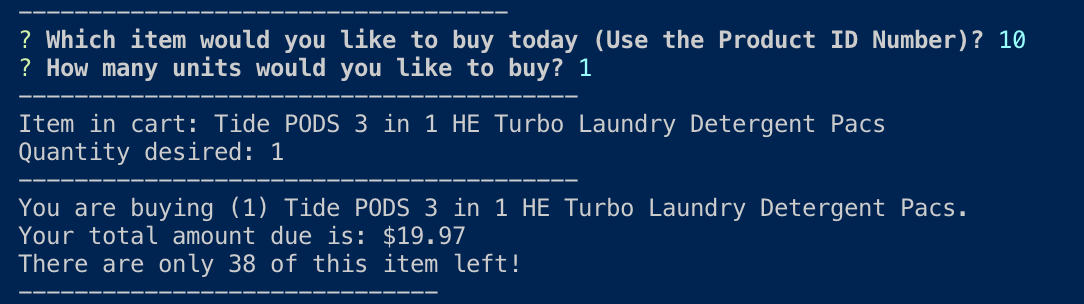 -----------------------------------
? Which item would you like to buy today (Use the Product ID Number)? 10
? How many units would you like to buy? 1
----------------------------------------
Item in cart: Tide PODS 3 in 1 HE Turbo Laundry Detergent Pacs
Quantity desired: 1
----------------------------------------
You are buying (1) Tide PODS 3 in 1 HE Turbo Laundry Detergent Pacs.
Your total amount due is: $19.97
There are only 38 of this item left!
------------------------------